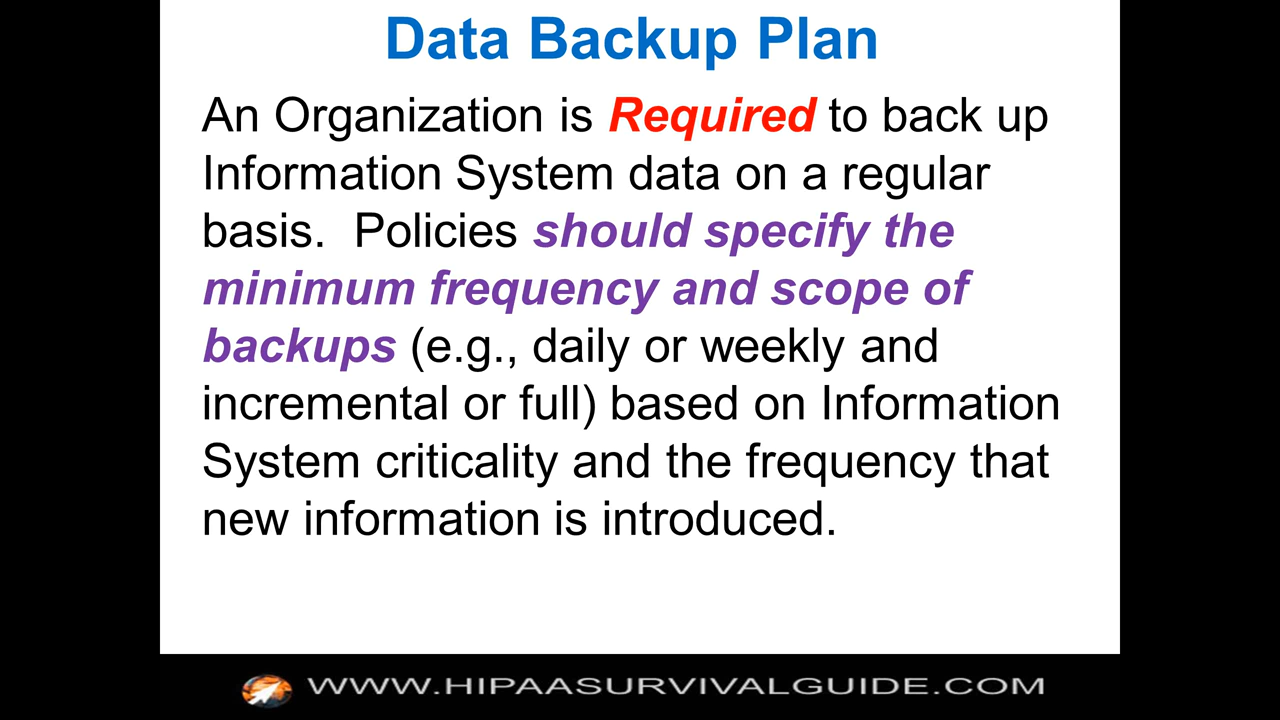 Data Backup Plan
An Organization is Required to back up
Information System data on a regular
basis.  Policies should specify the
minimum frequency and scope of
backups (e.g., daily or weekly and
incremental or full) based on Information
System criticality and the frequency that
new information is introduced.
WWW.HIPAASURVIVALGUIDE.COM